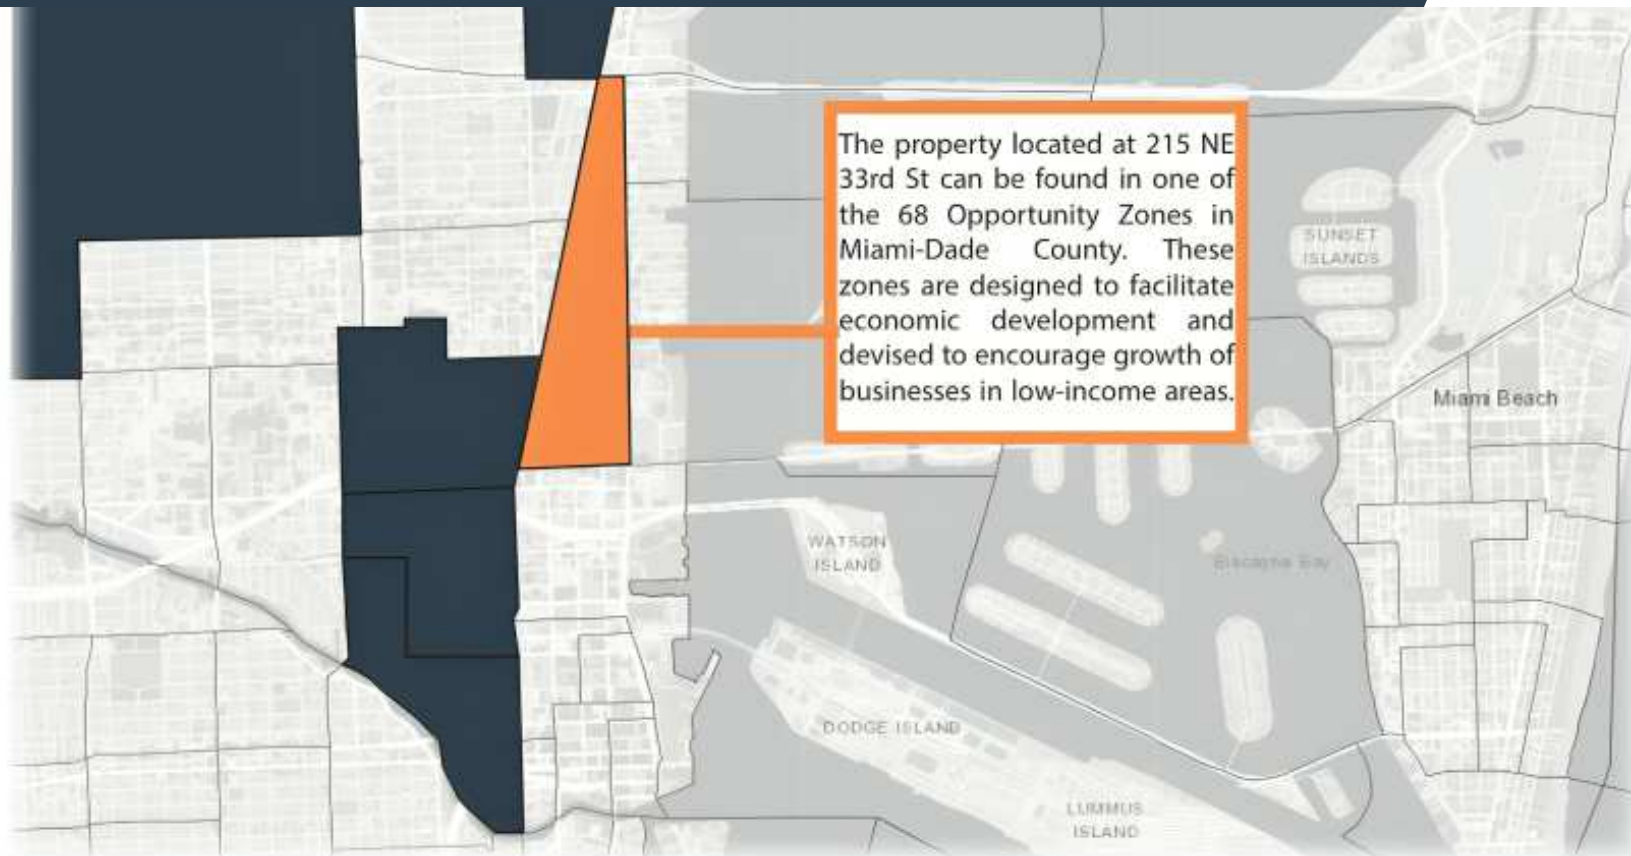 The property located at 215 NE
33rd St can be found in one of
the 68 Opportunity Zones in
Miami-Dade County. These
zones are designed to facilitate
economic development and
devised to encourage growth of
businesses in low-income areas.
SUNSET
ISLANDS
Miami Beach
WATSON
ISLAND
Biscayne Bay
DODGE ISLAND
LUMMUS
ISLAND